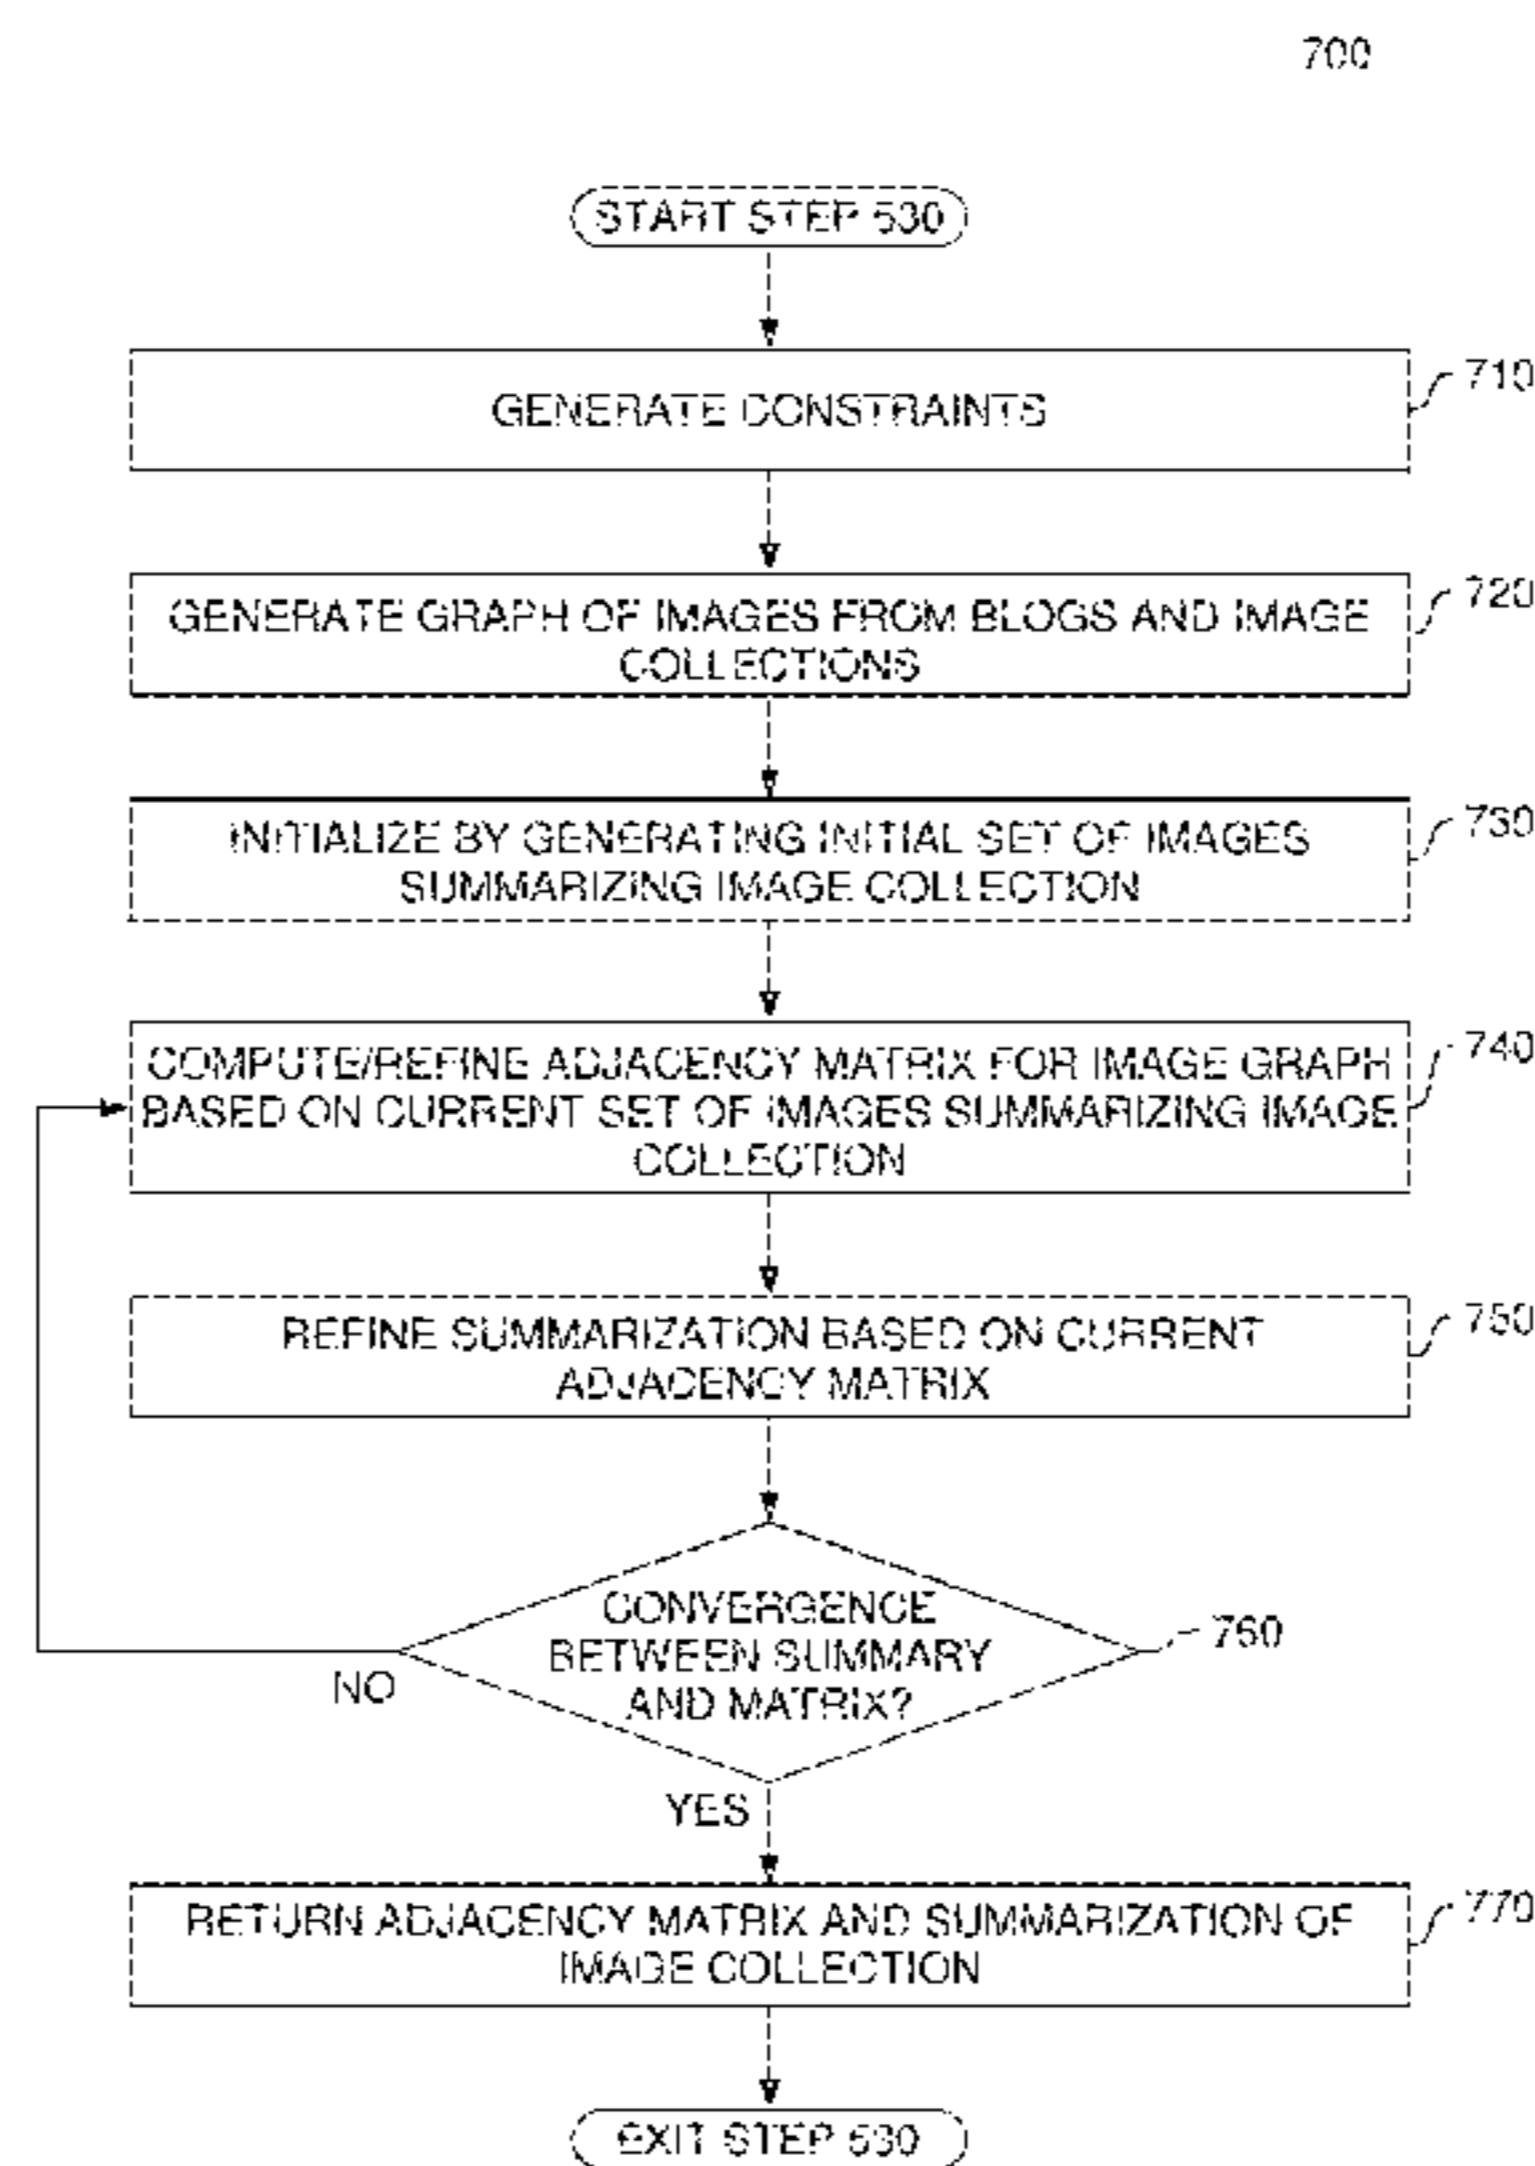 700
START STEP 530
GENERATE CONSTRAINTS
710
GENERATE GRAPH OF IMAGES FROM BLOGS AND IMAGE
COLLECTIONS
720
INITIALIZE BY GENERATING INITIAL SET OF IMAGES
SUMMARIZING IMAGE COLLECTION
730
COMPUTE/REFINE ADJACENCY MATRIX FOR IMAGE GRAPH
BASED ON CURRENT SET OF IMAGES SUMMARIZING IMAGE
COLLECTION
740
REFINE SUMMARIZATION BASED ON CURRENT
ADJACENCY MATRIX
750
CONVERGENCE
BETWEEN SUMMARY
AND MATRIX?
760
NO
YES
RETURN ADJACENCY MATRIX AND SUMMARIZATION OF
IMAGE COLLECTION
770
EXIT STEP 530